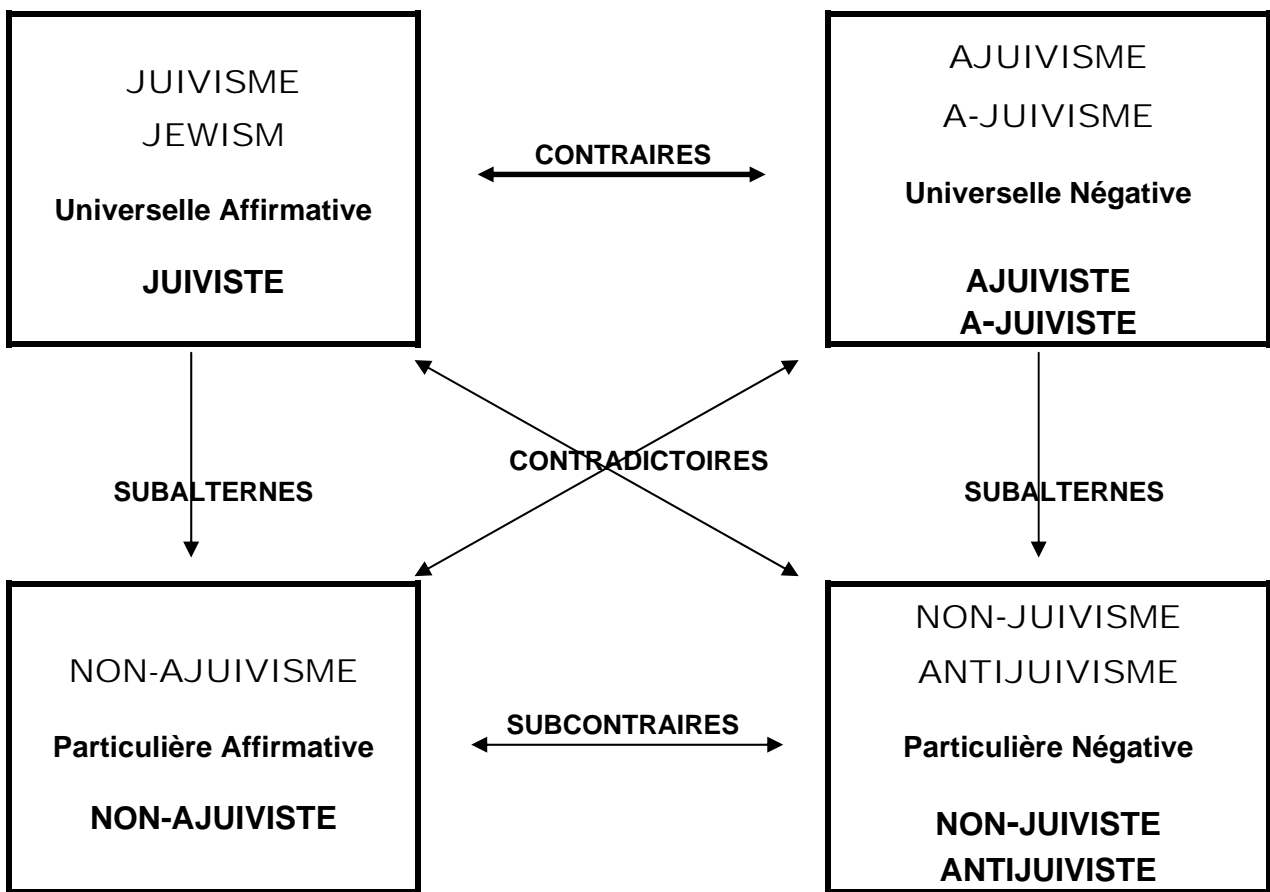 JUIVISME
JEWISM
Universelle Affirmative
JUIVISTE
CONTRAIRES
AJUIVISME
A-JUIVISME
Universelle Négative
AJUIVISTE
A-JUIVISTE
SUBALTERNES
CONTRADICTOIRES
SUBALTERNES
NON-AJUIVISME
Particulière Affirmative
NON-AJUIVISTE
SUBCONTRAIRES
NON-JUIVISME
ANTIJUIVISME
Particulière Négative
NON-JUIVISTE
ANTIJUIVISTE